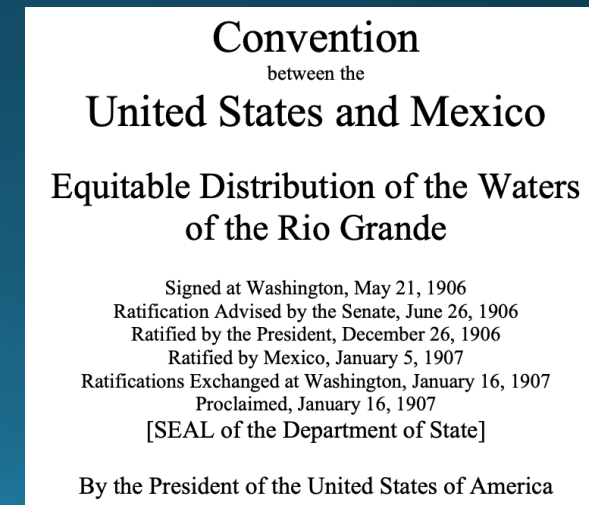 Convention
between the
United States and Mexico
Equitable Distribution of the Waters
of the Rio Grande
Signed at Washington, May 21, 1906
Ratification Advised by the Senate, June 26, 1906
Ratified by the President, December 26, 1906
Ratified by Mexico, January 5, 1907
Ratifications Exchanged at Washington, January 16, 1907
Proclaimed, January 16, 1907
[SEAL of the Department of State]
By the President of the United States of America